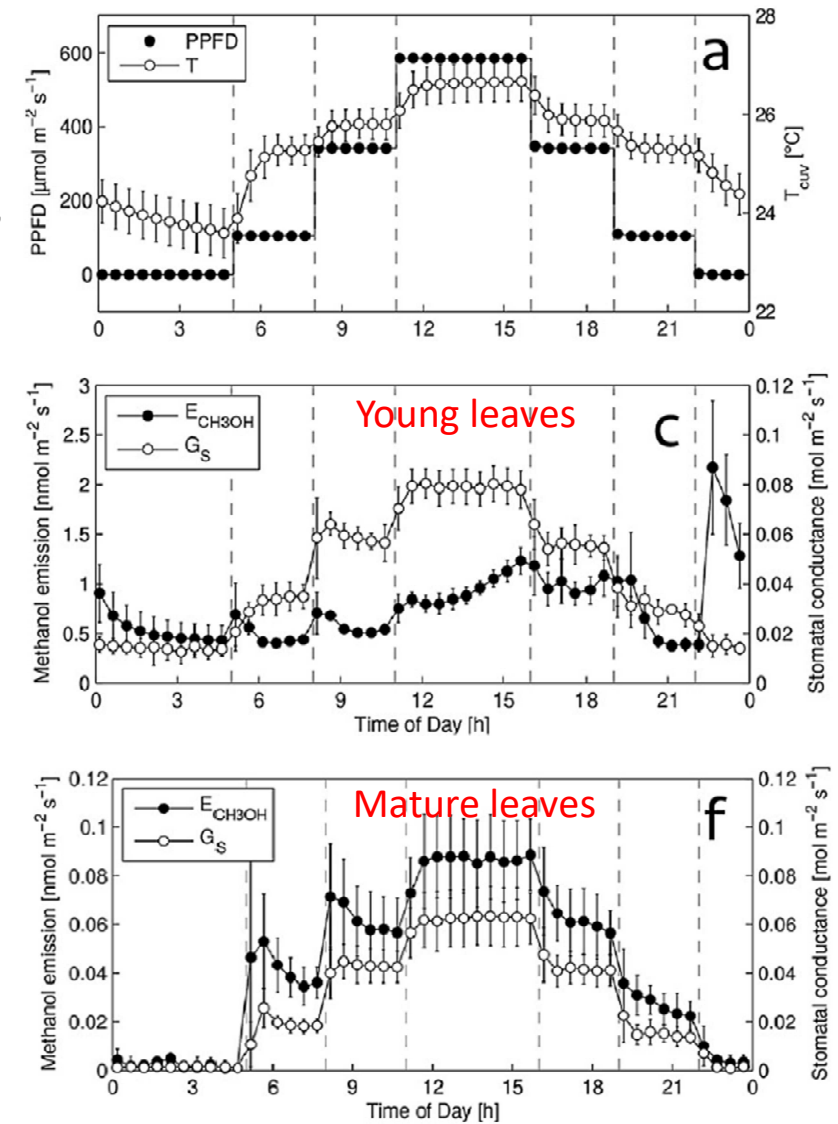 a
PPFD
T
PPFD [µmol m⁻² s⁻¹]
600
400
200
0
28
26
24
22
T_cuv [°C]
0 3 6 9 12 15 18 21 0
Young leaves
c
E_CH3OH
G_S
Methanol emission [nmol m⁻² s⁻¹]
3
2.5
2
1.5
1
0.5
0
0.12
0.1
0.08
0.06
0.04
0.02
0
Stomatal conductance [mol m⁻² s⁻¹]
0 3 6 9 12 15 18 21 0
Time of Day [h]
Mature leaves
f
E_CH3OH
G_S
Methanol emission [nmol m⁻² s⁻¹]
0.12
0.1
0.08
0.06
0.04
0.02
0
0.12
0.1
0.08
0.06
0.04
0.02
0
Stomatal conductance [mol m⁻² s⁻¹]
0 3 6 9 12 15 18 21 0
Time of Day [h]